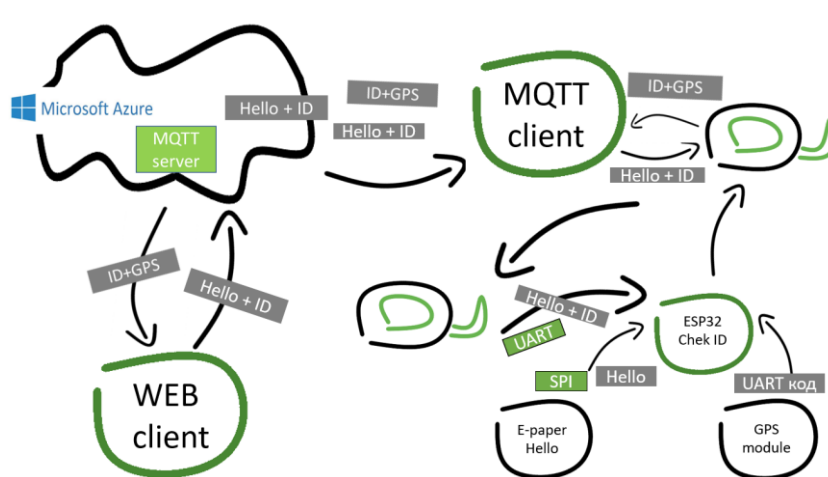 Microsoft Azure
Hello + ID
MQTT
server
ID+GPS
Hello + ID
MQTT
client
ID+GPS
Hello + ID
ID+GPS
Hello + ID
WEB
client
Hello + ID
UART
ESP32
Chek ID
SPI
Hello
UART код
E-paper
Hello
GPS
module